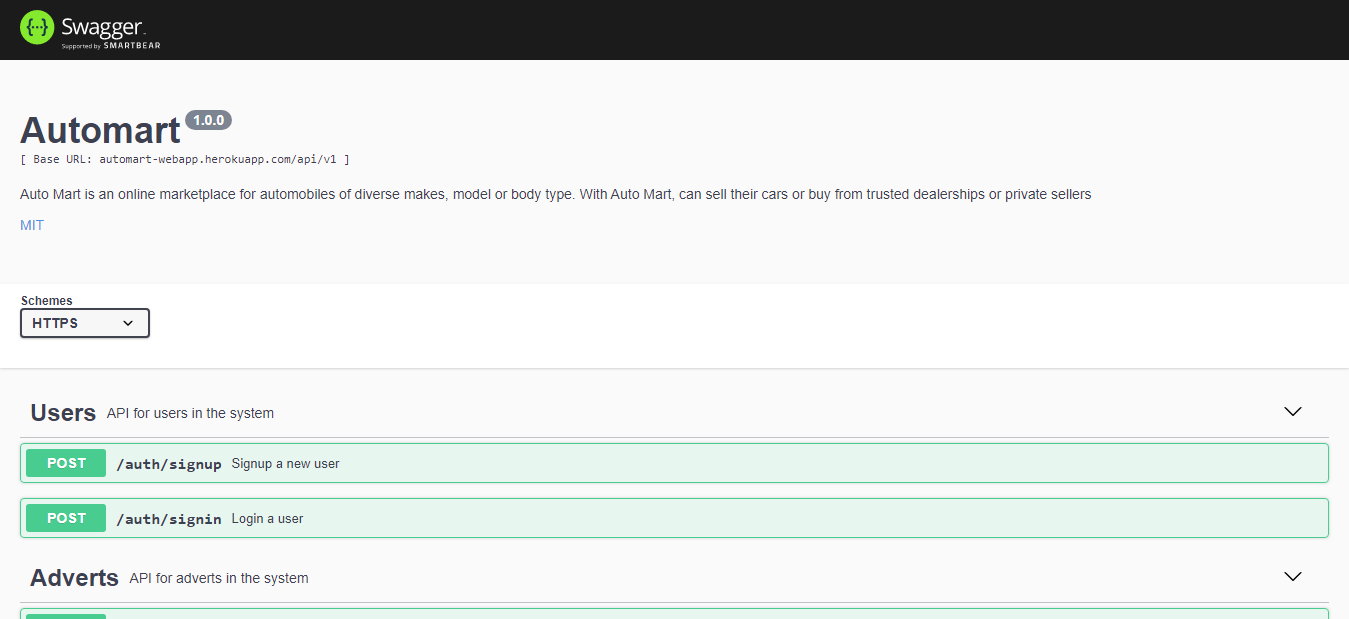 {···} Swagger
Supported by SMARTBEAR
Automart 1.0.0
[ Base URL: automart-webapp.herokuapp.com/api/v1 ]
Auto Mart is an online marketplace for automobiles of diverse makes, model or body type. With Auto Mart, can sell their cars or buy from trusted dealerships or private sellers
MIT
Schemes
HTTPS
Users API for users in the system
POST /auth/signup Signup a new user
POST /auth/signin Login a user
Adverts API for adverts in the system